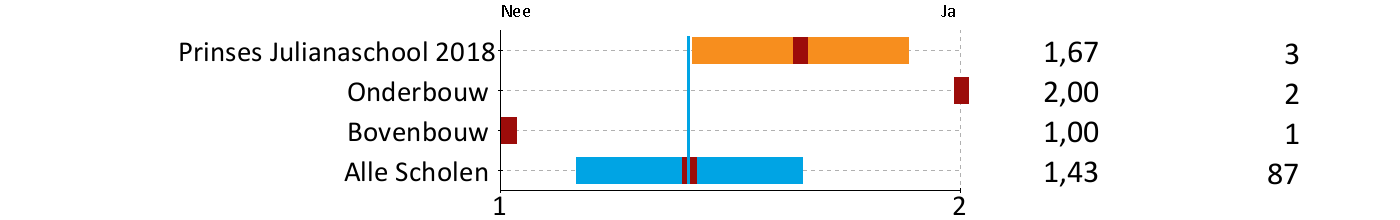 Nee Ja
Prinses Julianaschool 2018 1,67 3
Onderbouw 2,00 2
Bovenbouw 1,00 1
Alle Scholen 1,43 87
1 2